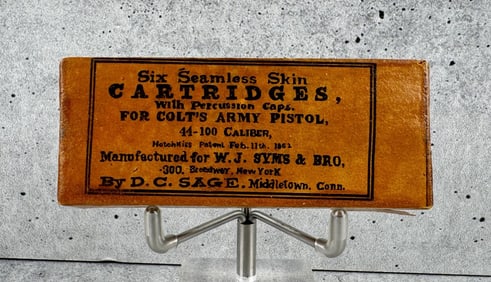 Six Seamless Skin
CARTRIDGES,
With Percussion Caps.
FOR COLT'S ARMY PISTOL,
44-100 CALIBER,
Hotchkiss Patent Feb. 11th. 1862
Manufactured for W. J. SYMS & BRO,
300, Broadway, New York
By D. C. SAGE. Middletown, Conn.